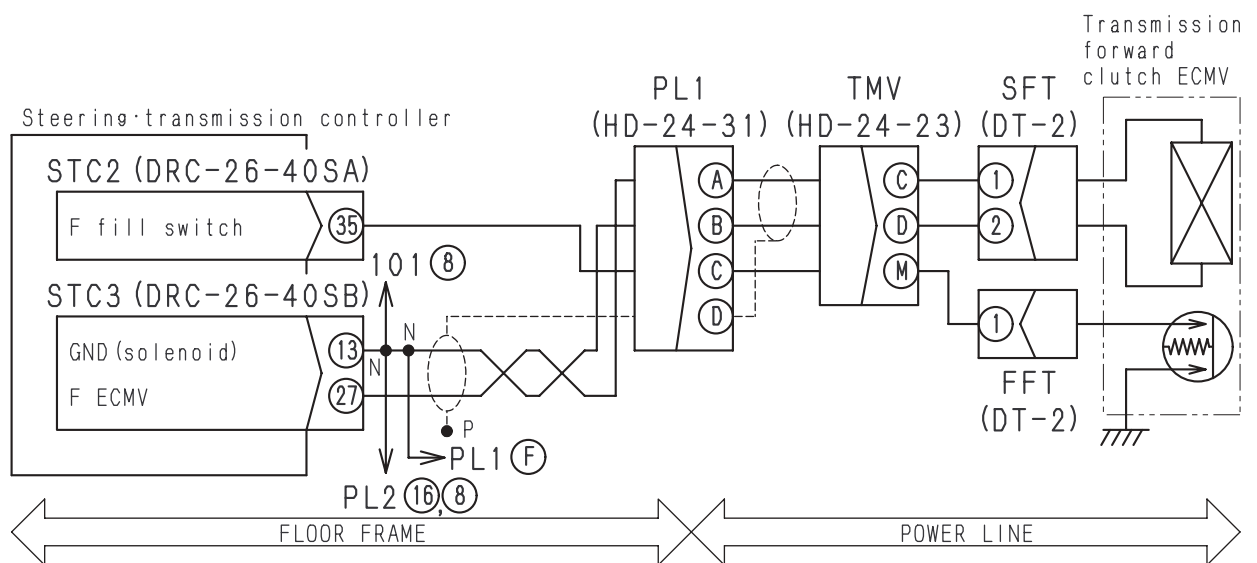 Transmission
forward
clutch ECMV
Steering·transmission controller
PL1
(HD-24-31)
TMV
(HD-24-23)
SFT
(DT-2)
STC2 (DRC-26-40SA)
F fill switch
35
101 8
STC3 (DRC-26-40SB)
GND (solenoid)
13
F ECMV
27
N
N
P
PL1 F
PL2 16, 8
A
B
C
D
C
D
M
1
2
1
FFT
(DT-2)
FLOOR FRAME
POWER LINE